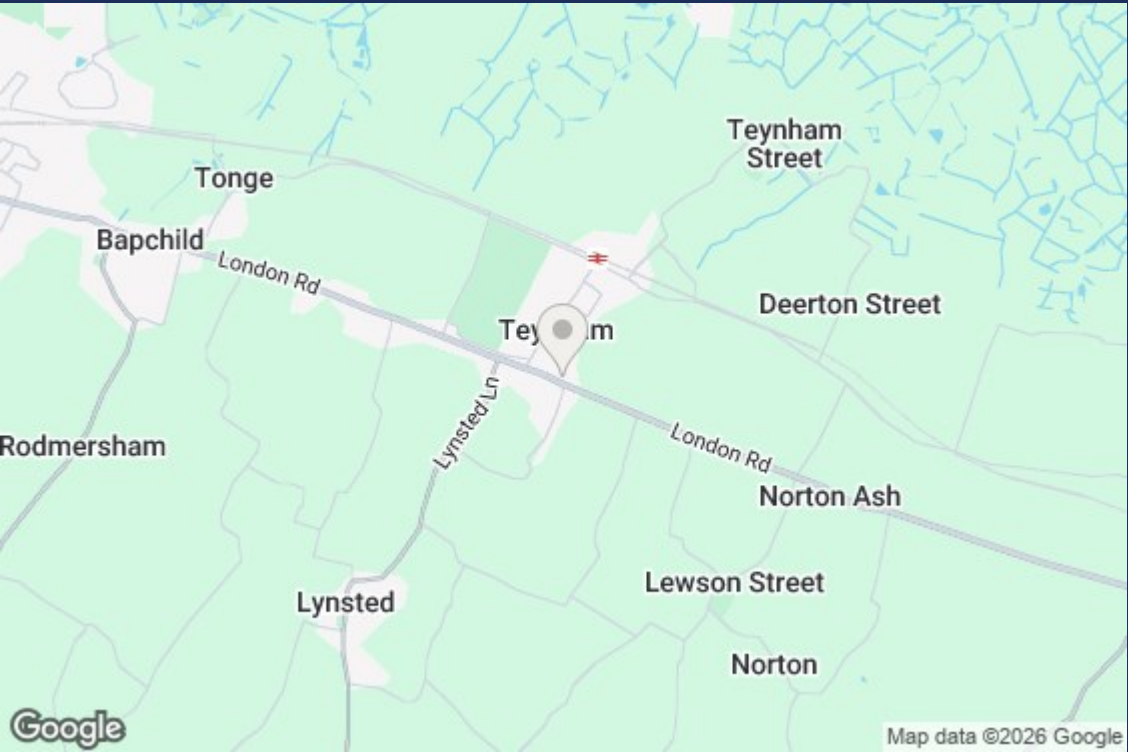 Teynham
Street
Tonge
Bapchild
London Rd
Deerton Street
Lynsted Ln
London Rd
Rodmersham
Norton Ash
Lewson Street
Lynsted
Norton
Google
Map data ©2026 Google